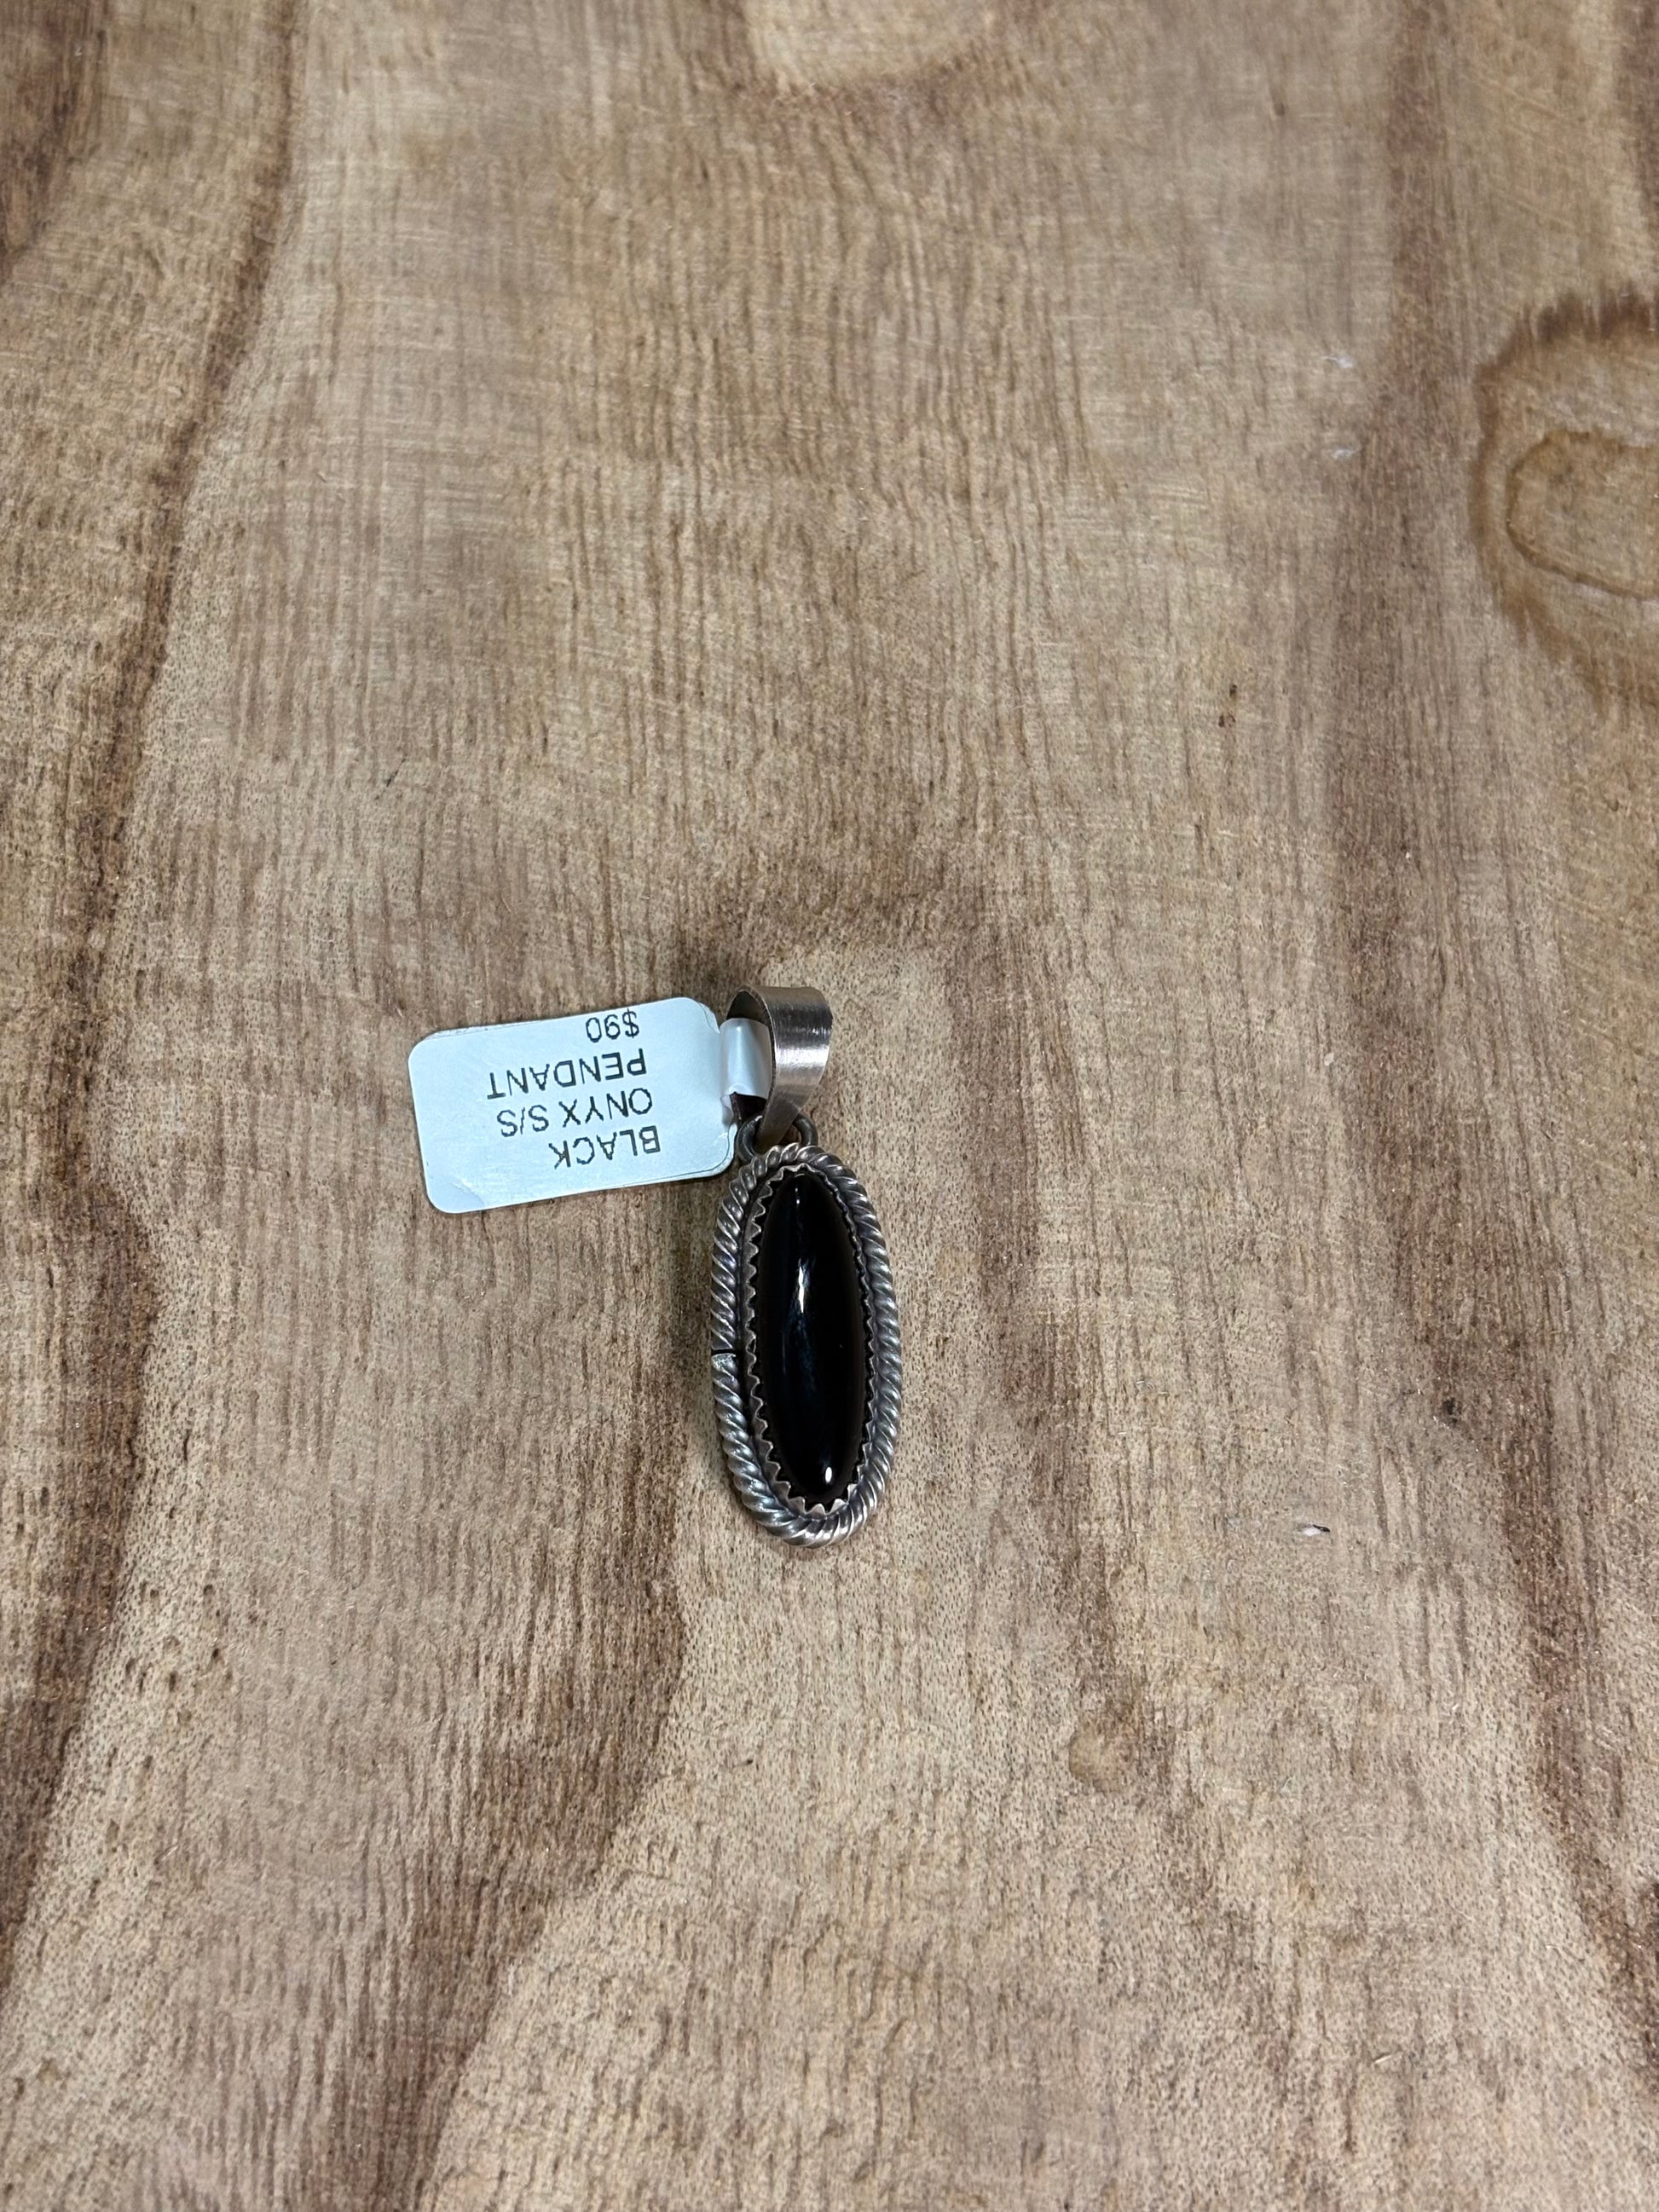 BLACK
ONYX S/S
PENDANT
$90